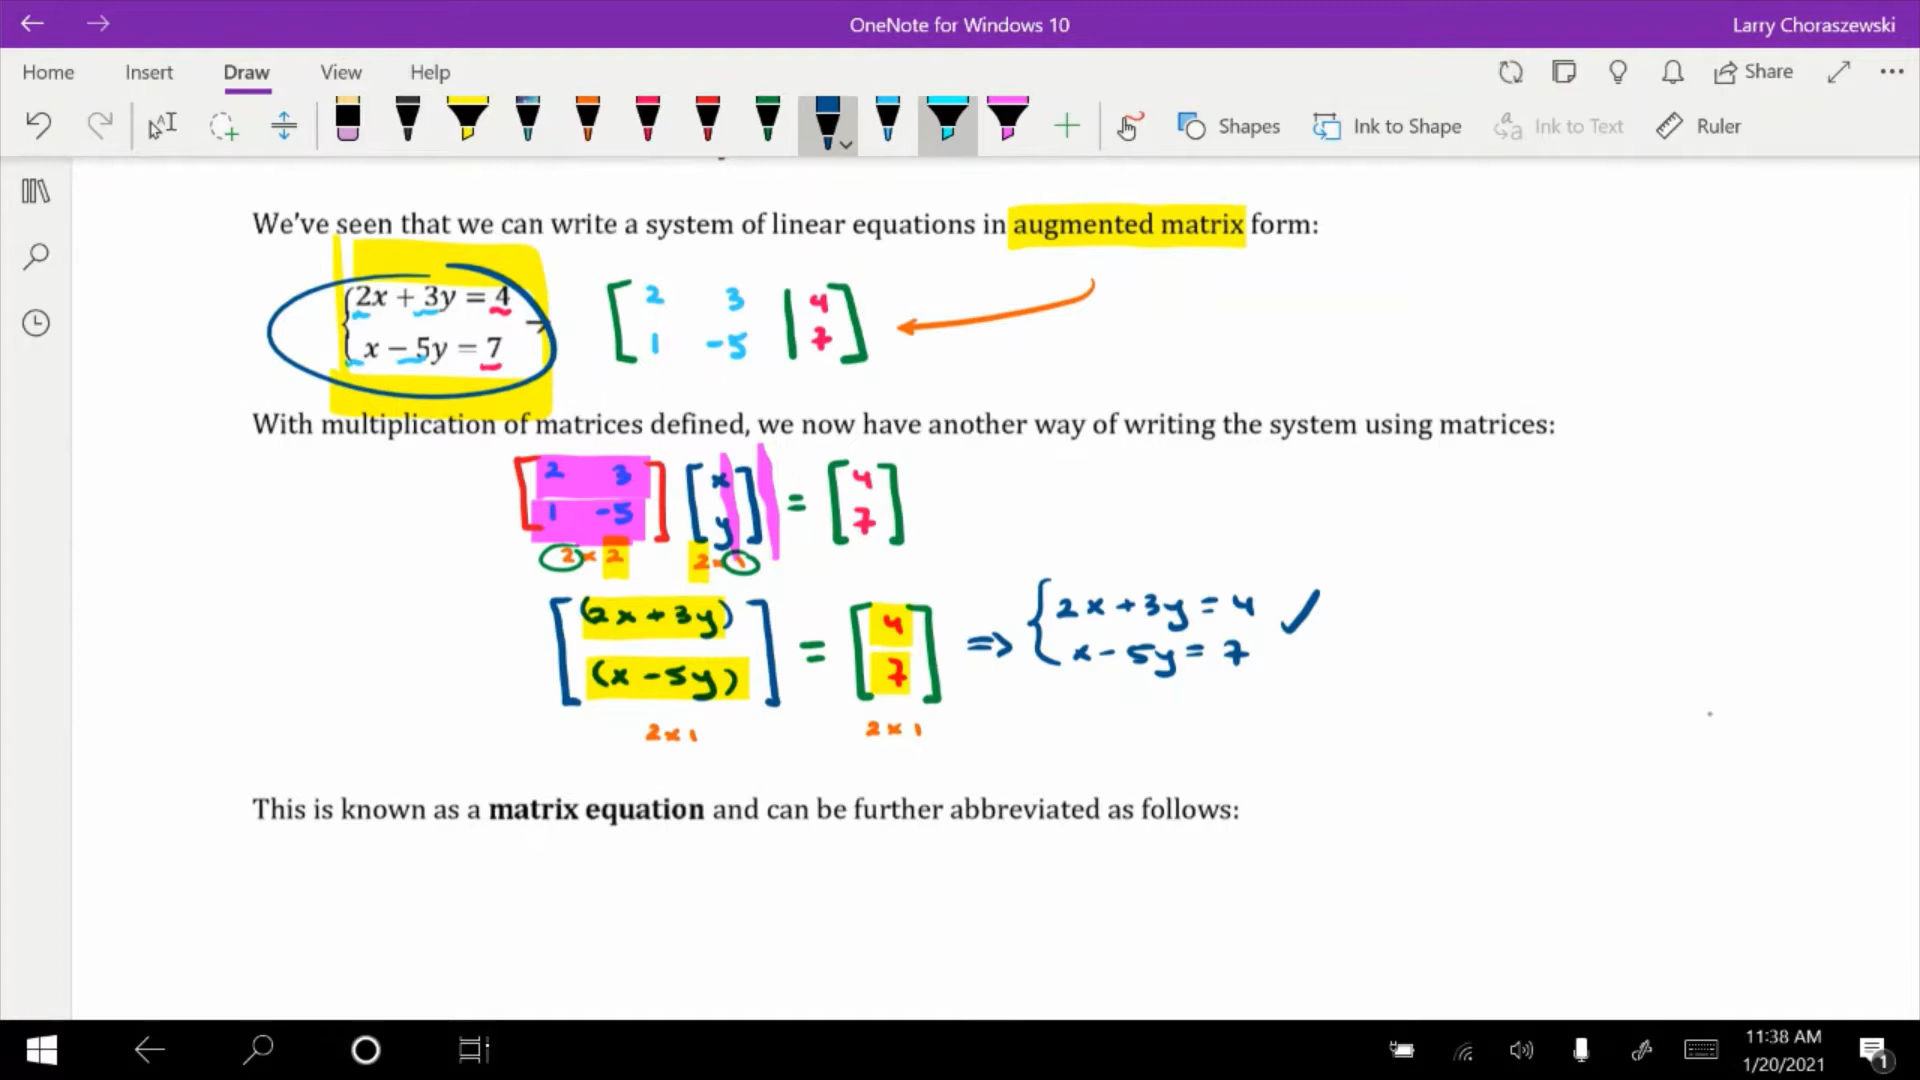 OneNote for Windows 10
Larry Choraszewski
Home Insert Draw View Help
Share
Shapes Ink to Shape Ink to Text Ruler
We've seen that we can write a system of linear equations in augmented matrix form:
2x + 3y = 4
x − 5y = 7
2 3 | 4
1 -5 | 7
With multiplication of matrices defined, we now have another way of writing the system using matrices:
[2 3] [x] = [4]
[1 -5] [y] [7]
2 × 2 2 × 1
[(2x + 3y)] = [4] ⇒ { 2x + 3y = 4 ✓
[(x - 5y)] [7] x - 5y = 7
2 × 1 2 × 1
This is known as a matrix equation and can be further abbreviated as follows:
11:38 AM
1/20/2021
1